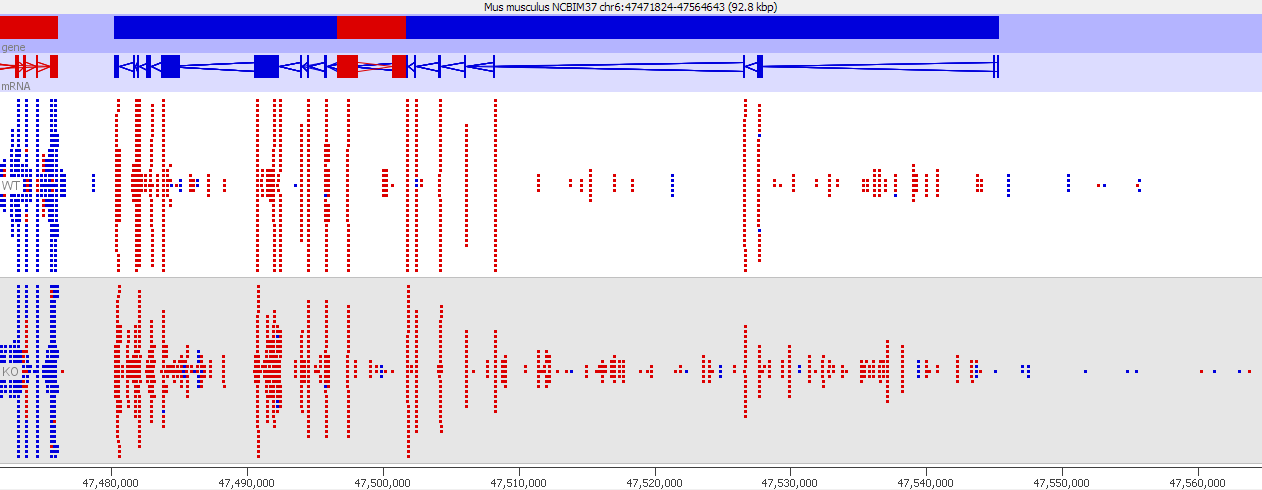 Mus musculus NCBIM37 chr6:47471824-47564643 (92.8 kbp)
gene
mRNA
WT
KO
47,480,000 47,490,000 47,500,000 47,510,000 47,520,000 47,530,000 47,540,000 47,550,000 47,560,000